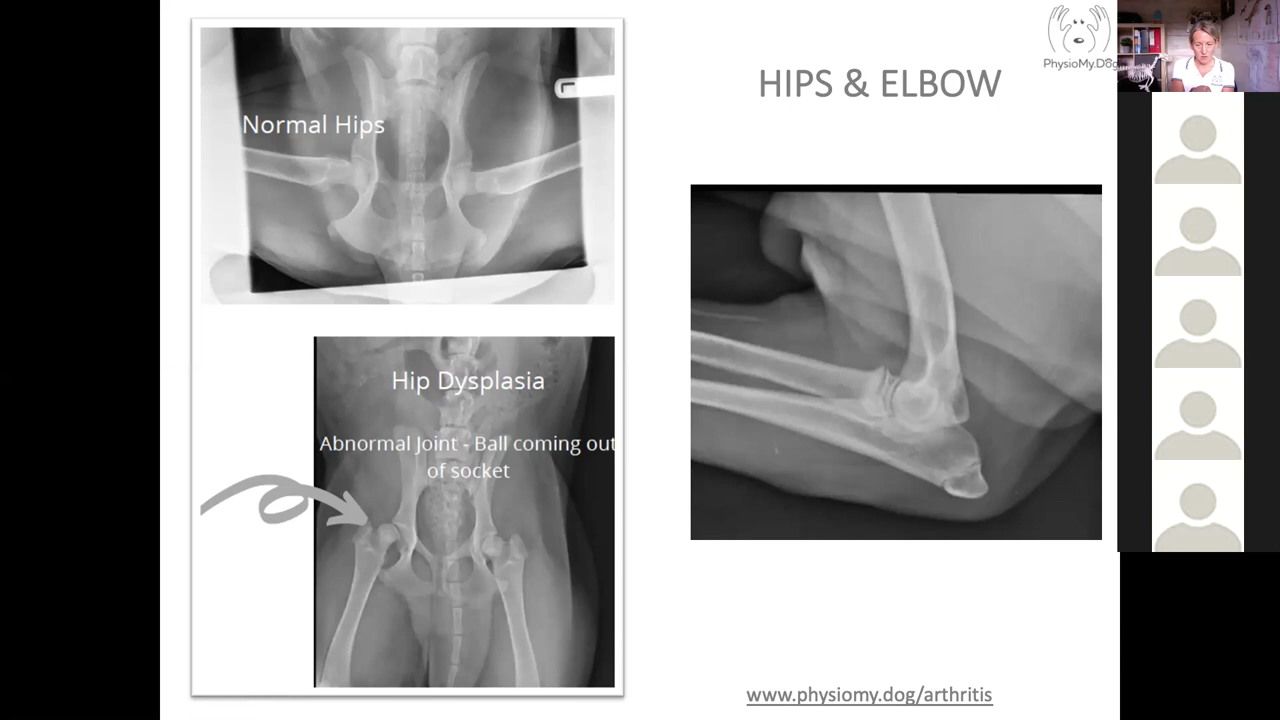 Normal Hips
Hip Dysplasia
Abnormal Joint - Ball coming out
of socket
HIPS & ELBOW
PhysioMy.Dog
www.physiomy.dog/arthritis